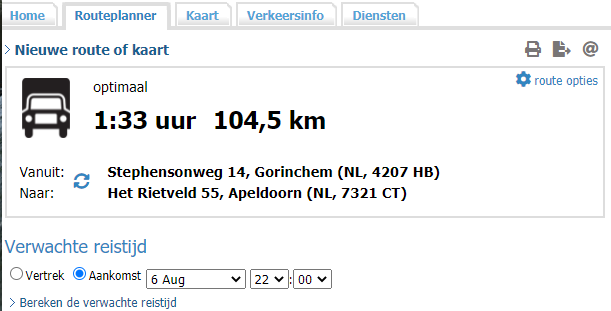 Home Routeplanner Kaart Verkeersinfo Diensten
Nieuwe route of kaart @
optimaal route opties
1:33 uur 104,5 km
Vanuit: Stephensonweg 14, Gorinchem (NL, 4207 HB)
Naar: Het Rietveld 55, Apeldoorn (NL, 7321 CT)
Verwachte reistijd
Vertrek Aankomst 6 Aug 22 : 00
Bereken de verwachte reistijd